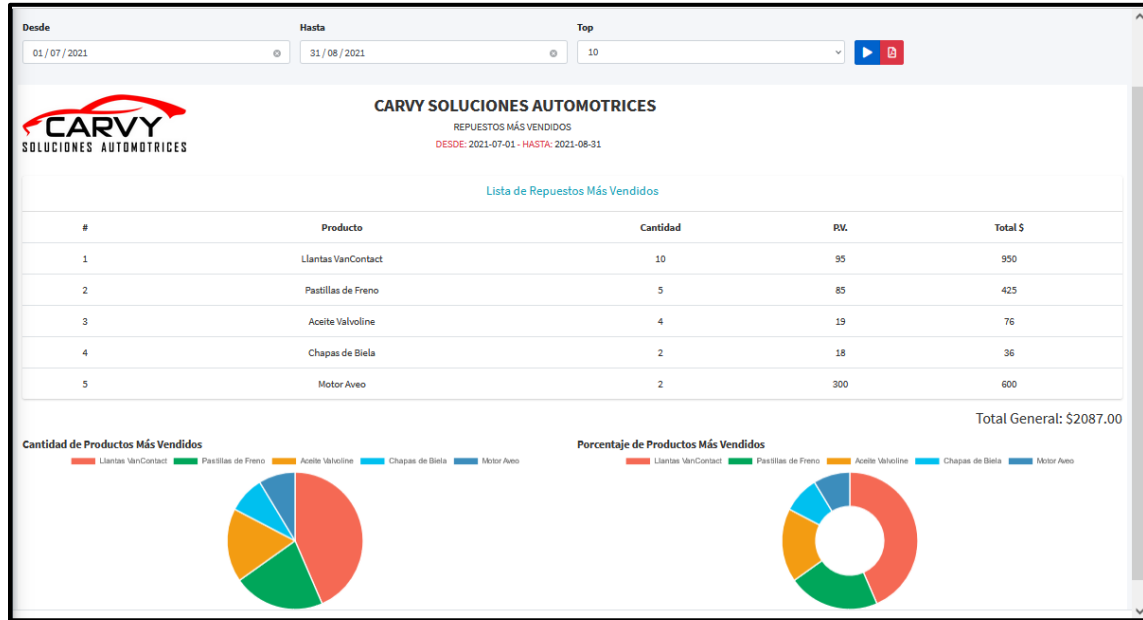 Desde Hasta Top
01 / 07 / 2021 31 / 08 / 2021 10
CARVY
SOLUCIONES AUTOMOTRICES
CARVY SOLUCIONES AUTOMOTRICES
REPUESTOS MÁS VENDIDOS
DESDE: 2021-07-01 - HASTA: 2021-08-31
Lista de Repuestos Más Vendidos
# Producto Cantidad P.V. Total $
1 Llantas VanContact 10 95 950
2 Pastillas de Freno 5 85 425
3 Aceite Valvoline 4 19 76
4 Chapas de Biela 2 18 36
5 Motor Aveo 2 300 600
Total General: $2087.00
Cantidad de Productos Más Vendidos
Llantas VanContact Pastillas de Freno Aceite Valvoline Chapas de Biela Motor Aveo
Porcentaje de Productos Más Vendidos
Llantas VanContact Pastillas de Freno Aceite Valvoline Chapas de Biela Motor Aveo